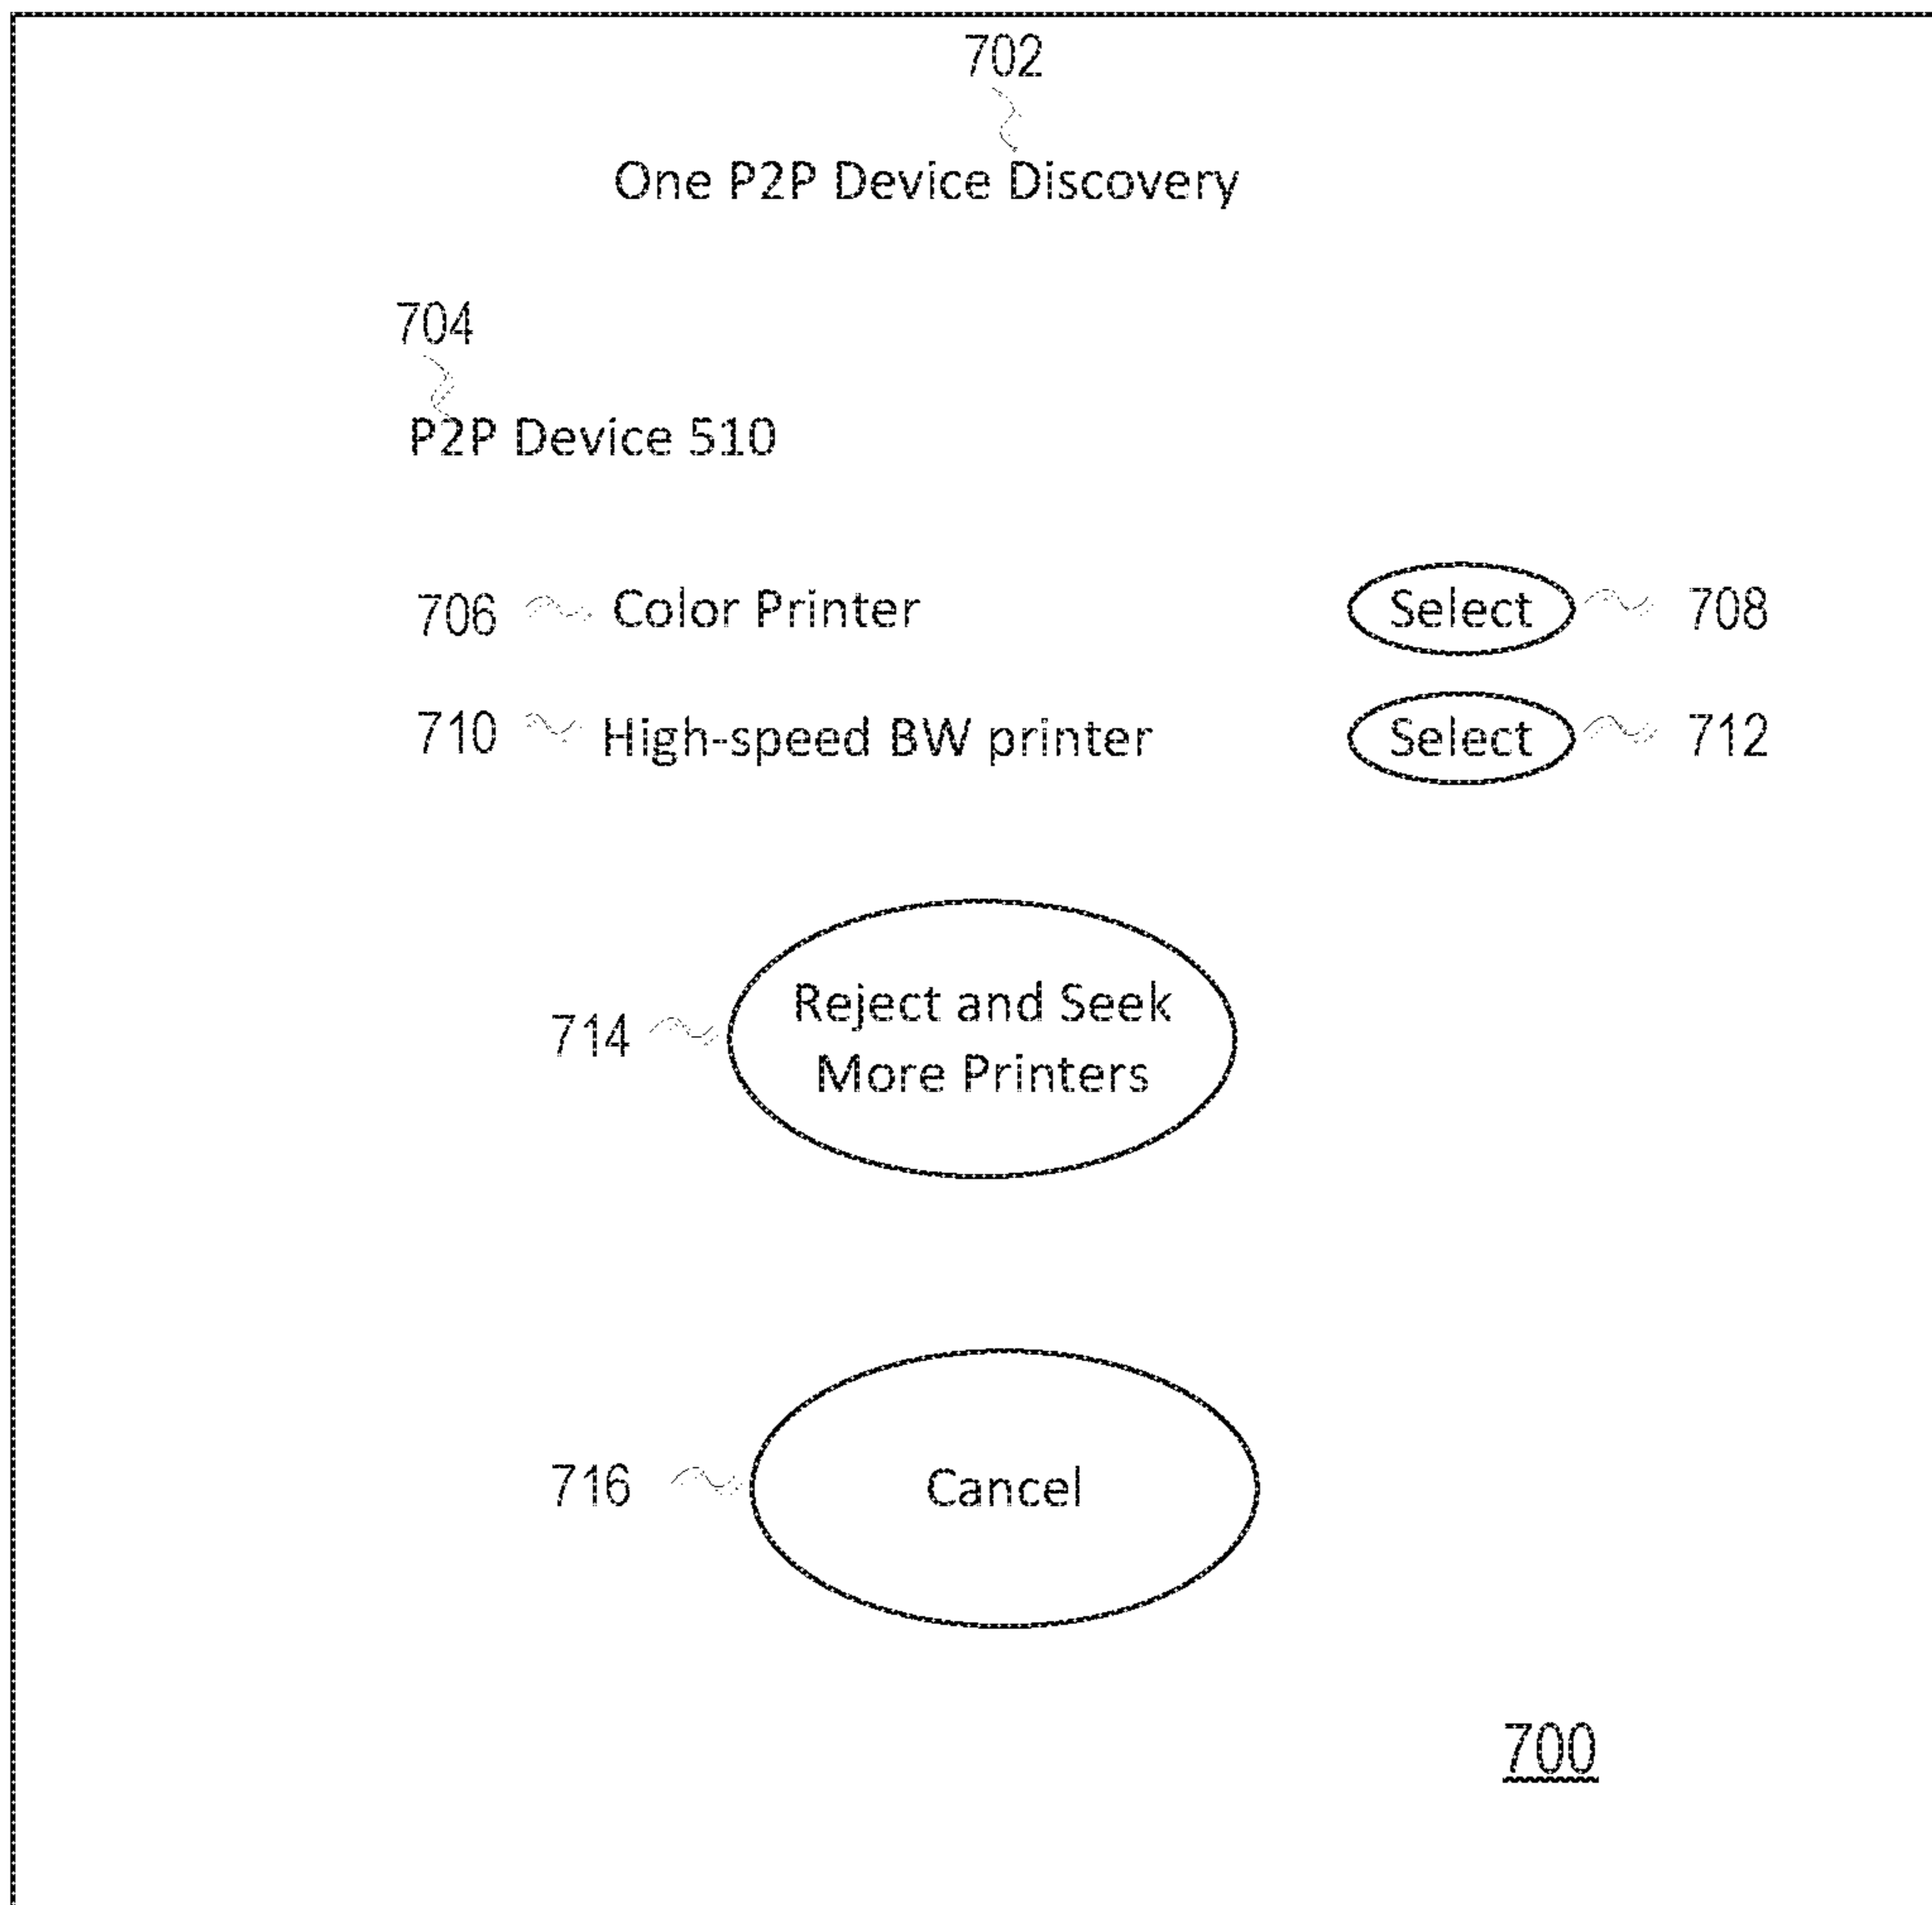 702
One P2P Device Discovery
704
P2P Device 510
706 Color Printer Select 708
710 High-speed BW printer Select 712
714 Reject and Seek
More Printers
716 Cancel
700